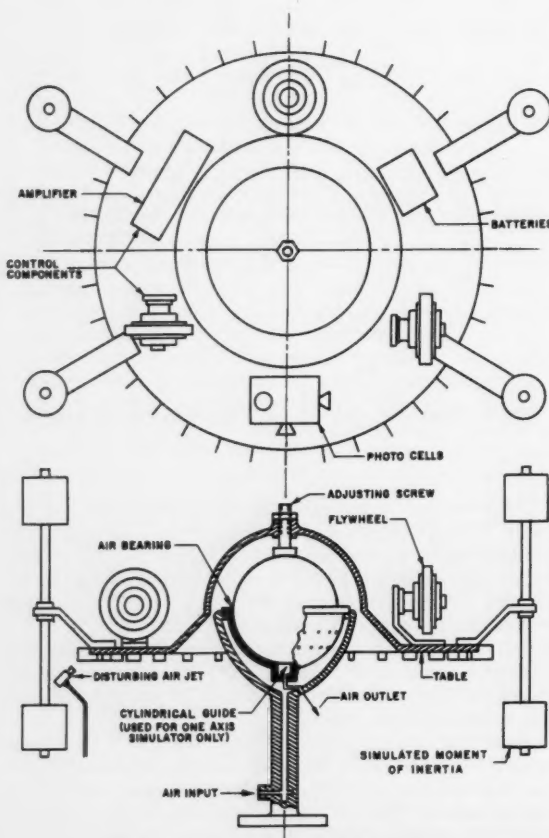 AMPLIFIER
BATTERIES
CONTROL
COMPONENTS
PHOTO CELLS
ADJUSTING SCREW
AIR BEARING
FLYWHEEL
DISTURBING AIR JET
TABLE
AIR OUTLET
CYLINDRICAL GUIDE
(USED FOR ONE AXIS
SIMULATOR ONLY)
SIMULATED MOMENT
OF INERTIA
AIR INPUT